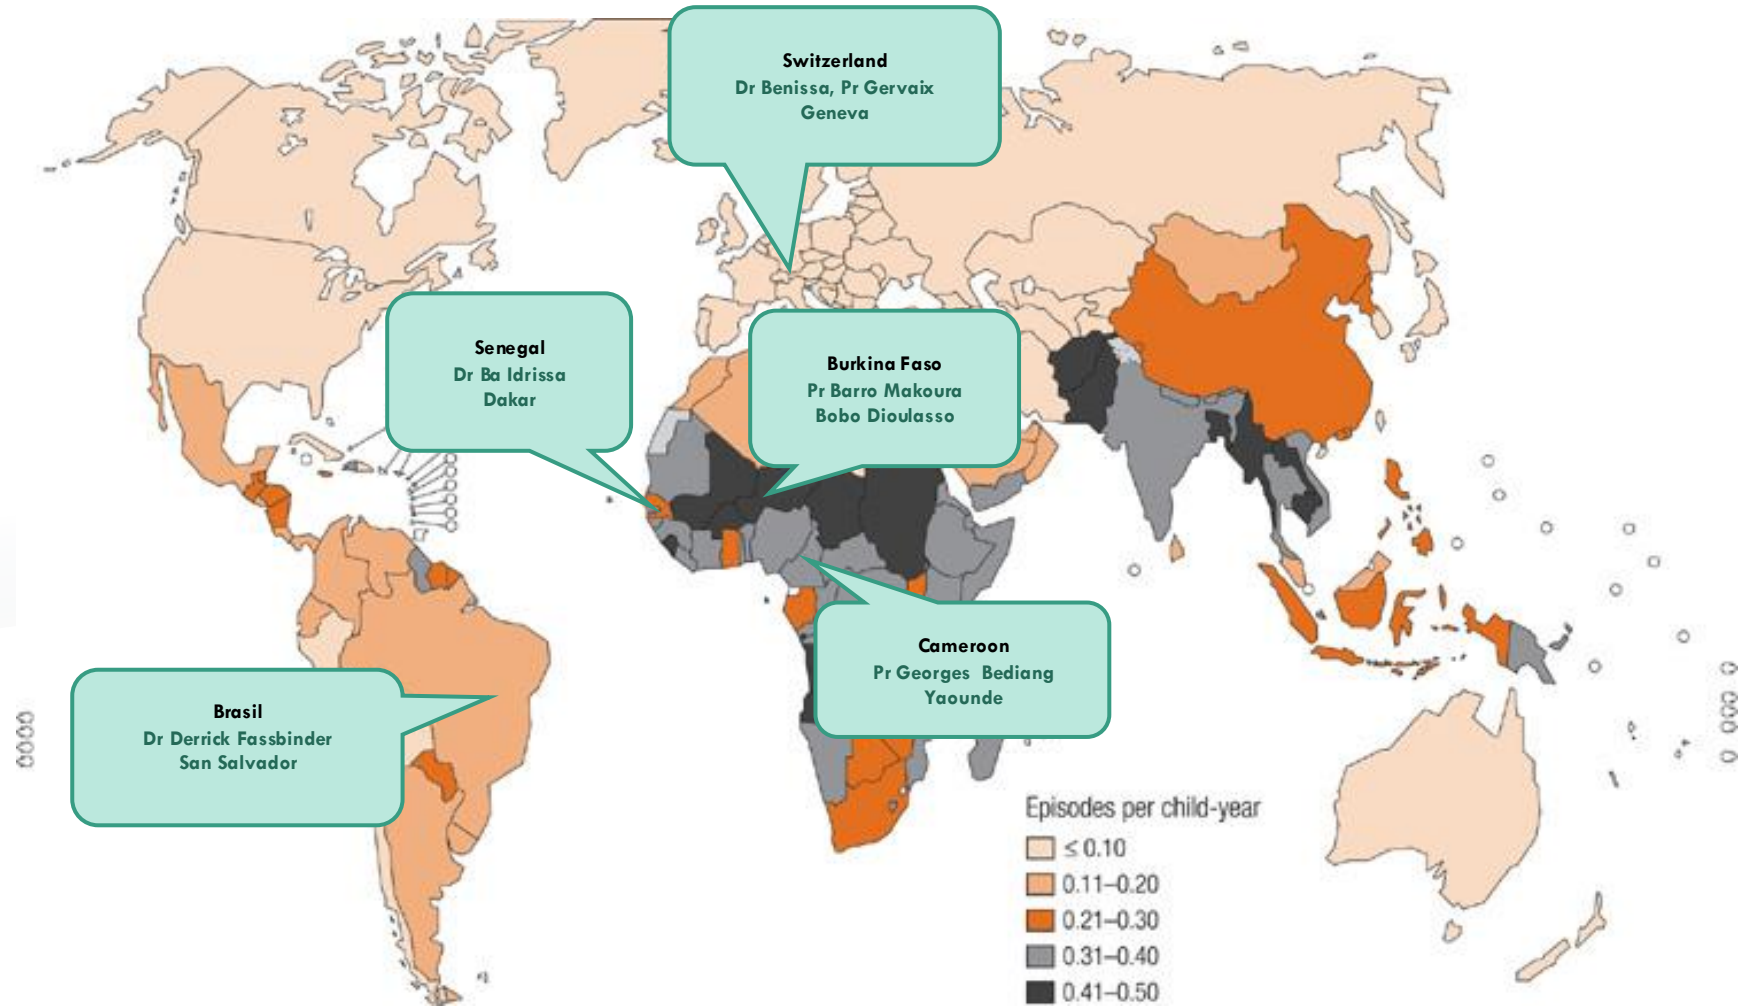 Switzerland
Dr Benissa, Pr Gervaix
Geneva
Senegal
Dr Ba Idrissa
Dakar
Burkina Faso
Pr Barro Makoura
Bobo Dioulasso
Cameroon
Pr Georges Bediang
Yaounde
Brasil
Dr Derrick Fassbinder
San Salvador
Episodes per child-year
≤ 0.10
0.11–0.20
0.21–0.30
0.31–0.40
0.41–0.50